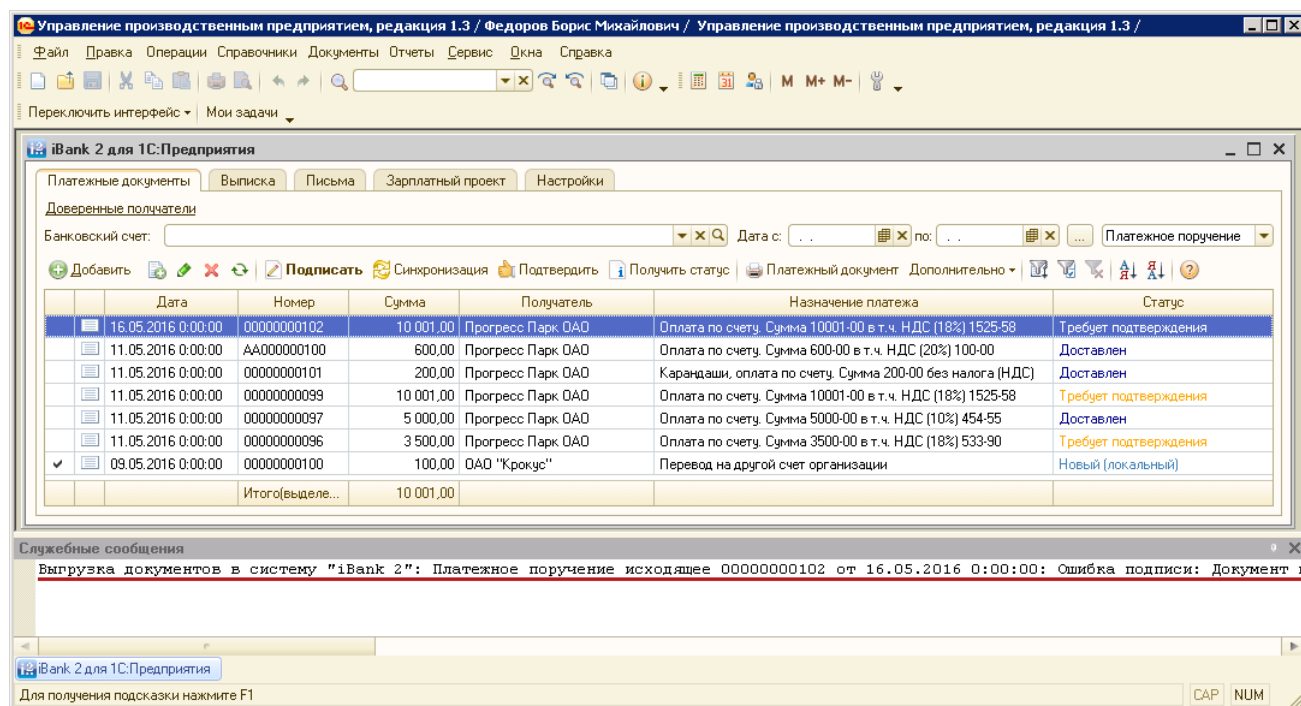 Управление производственным предприятием, редакция 1.3 / Федоров Борис Михайлович / Управление производственным предприятием, редакция 1.3 /
Файл Правка Операции Справочники Документы Отчеты Сервис Окна Справка
M M+ M-
Переключить интерфейс Мои задачи
iBank 2 для 1С:Предприятия
Платежные документы Выписка Письма Зарплатный проект Настройки
Доверенные получатели
Банковский счет: Дата с: . . по: . . ... Платежное поручение
Добавить Подписать Синхронизация Подтвердить Получить статус Платежный документ Дополнительно
Дата Номер Сумма Получатель Назначение платежа Статус
16.05.2016 0:00:00 00000000102 10 001,00 Прогресс Парк ОАО Оплата по счету. Сумма 10001-00 в т.ч. НДС (18%) 1525-58 Требует подтверждения
11.05.2016 0:00:00 АА000000100 600,00 Прогресс Парк ОАО Оплата по счету. Сумма 600-00 в т.ч. НДС (20%) 100-00 Доставлен
11.05.2016 0:00:00 00000000101 200,00 Прогресс Парк ОАО Карандаши, оплата по счету. Сумма 200-00 без налога (НДС) Доставлен
11.05.2016 0:00:00 00000000099 10 001,00 Прогресс Парк ОАО Оплата по счету. Сумма 10001-00 в т.ч. НДС (18%) 1525-58 Требует подтверждения
11.05.2016 0:00:00 00000000097 5 000,00 Прогресс Парк ОАО Оплата по счету. Сумма 5000-00 в т.ч. НДС (10%) 454-55 Доставлен
11.05.2016 0:00:00 00000000096 3 500,00 Прогресс Парк ОАО Оплата по счету. Сумма 3500-00 в т.ч. НДС (18%) 533-90 Требует подтверждения
09.05.2016 0:00:00 00000000100 100,00 ОАО "Крокус" Перевод на другой счет организации Новый (локальный)
Итого(выделе... 10 001,00
Служебные сообщения
Выгрузка документов в систему "iBank 2": Платежное поручение исходящее 00000000102 от 16.05.2016 0:00:00: Ошибка подписи: Документ
iBank 2 для 1С:Предприятия
Для получения подсказки нажмите F1 CAP NUM